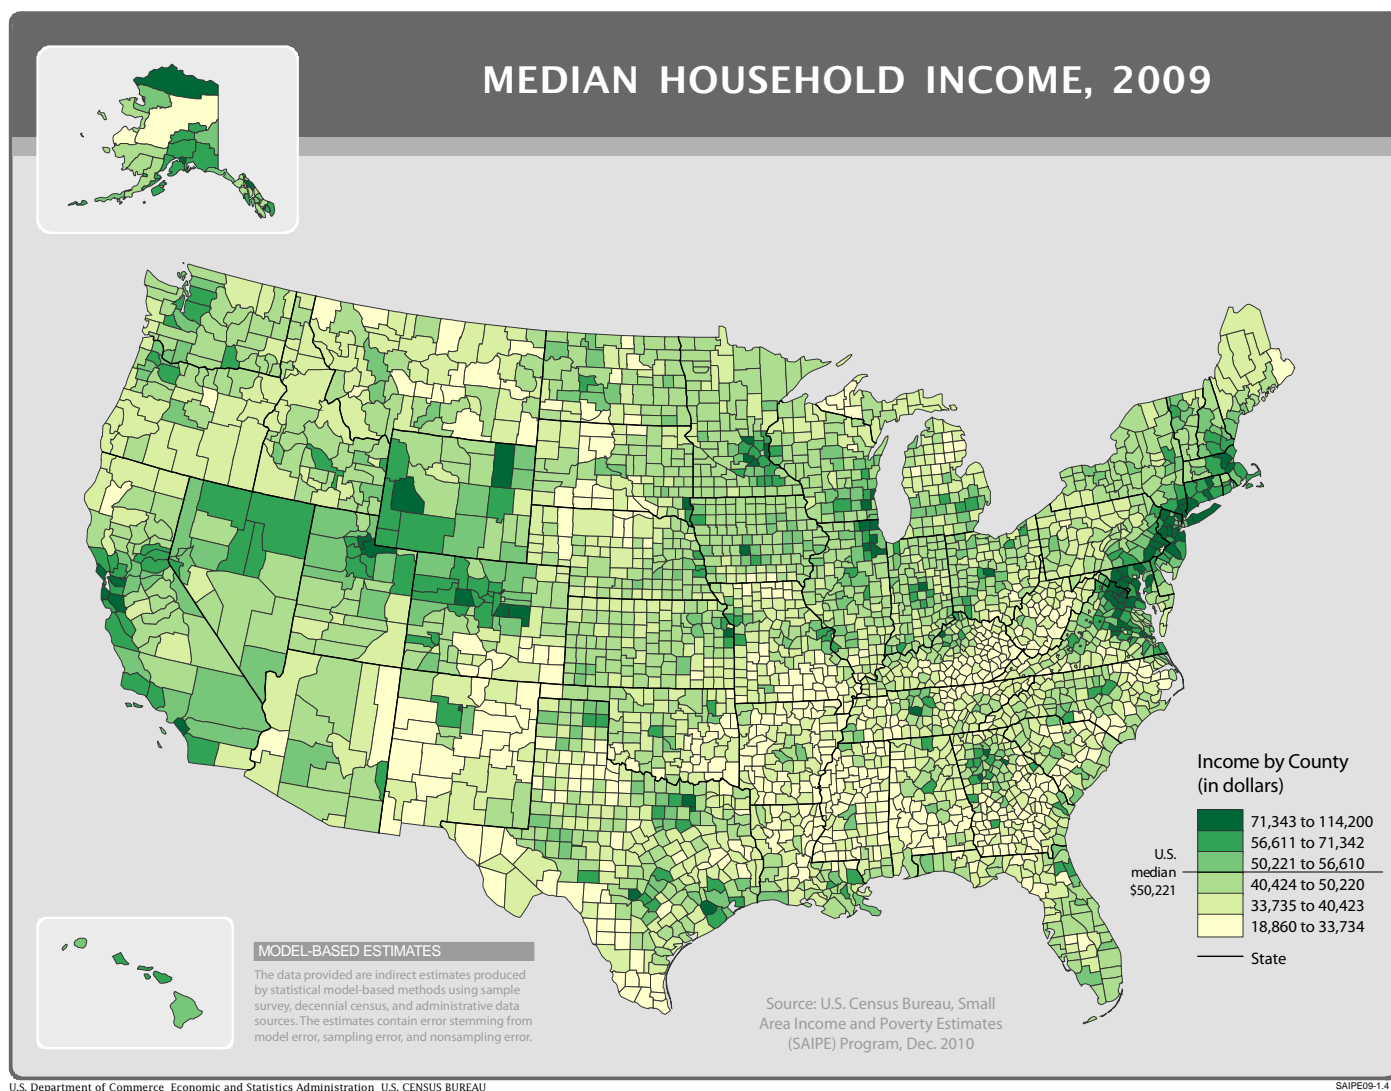 MEDIAN HOUSEHOLD INCOME, 2009
Income by County
(in dollars)
71,343 to 114,200
56,611 to 71,342
50,221 to 56,610
U.S.
median
$50,221
40,424 to 50,220
33,735 to 40,423
18,860 to 33,734
State
MODEL-BASED ESTIMATES
The data provided are indirect estimates produced
by statistical model-based methods using sample
survey, decennial census, and administrative data
sources. The estimates contain error stemming from
model error, sampling error, and nonsampling error.
Source: U.S. Census Bureau, Small
Area Income and Poverty Estimates
(SAIPE) Program, Dec. 2010
U.S. Department of Commerce Economic and Statistics Administration U.S. CENSUS BUREAU
SAIPE09-1.4